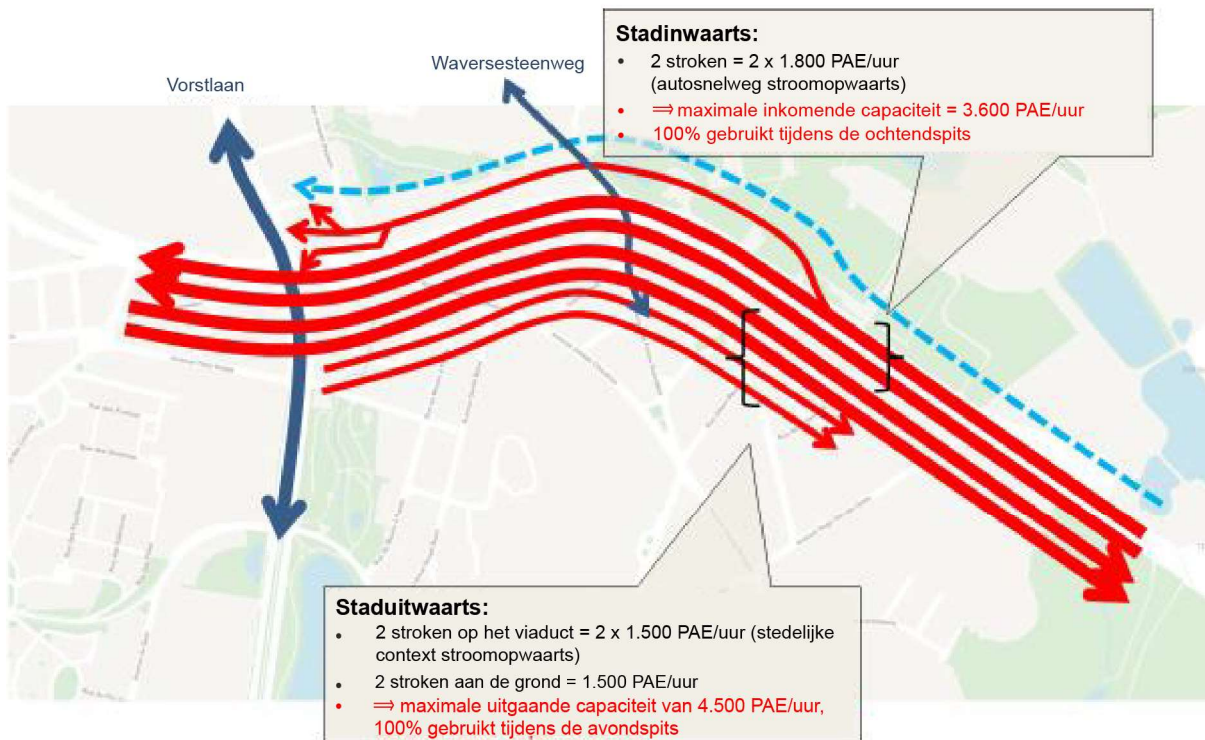 Stadinwaarts:
• 2 stroken = 2 x 1.800 PAE/uur
(autosnelweg stroomopwaarts)
• ⟹ maximale inkomende capaciteit = 3.600 PAE/uur
• 100% gebruikt tijdens de ochtendspits
Waversesteenweg
Vorstlaan
Staduitwaarts:
• 2 stroken op het viaduct = 2 x 1.500 PAE/uur (stedelijke
context stroomopwaarts)
• 2 stroken aan de grond = 1.500 PAE/uur
• ⟹ maximale uitgaande capaciteit van 4.500 PAE/uur,
100% gebruikt tijdens de avondspits